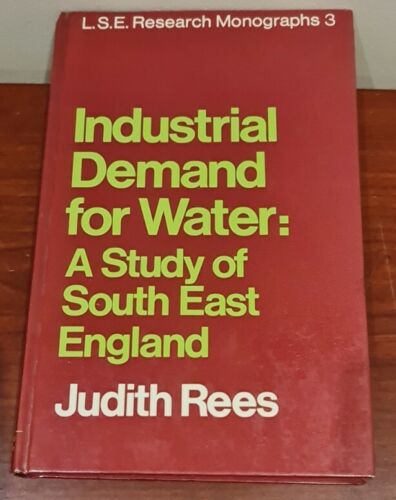 L.S.E. Research Monographs 3
Industrial
Demand
for Water:
A Study of
South East
England
Judith Rees